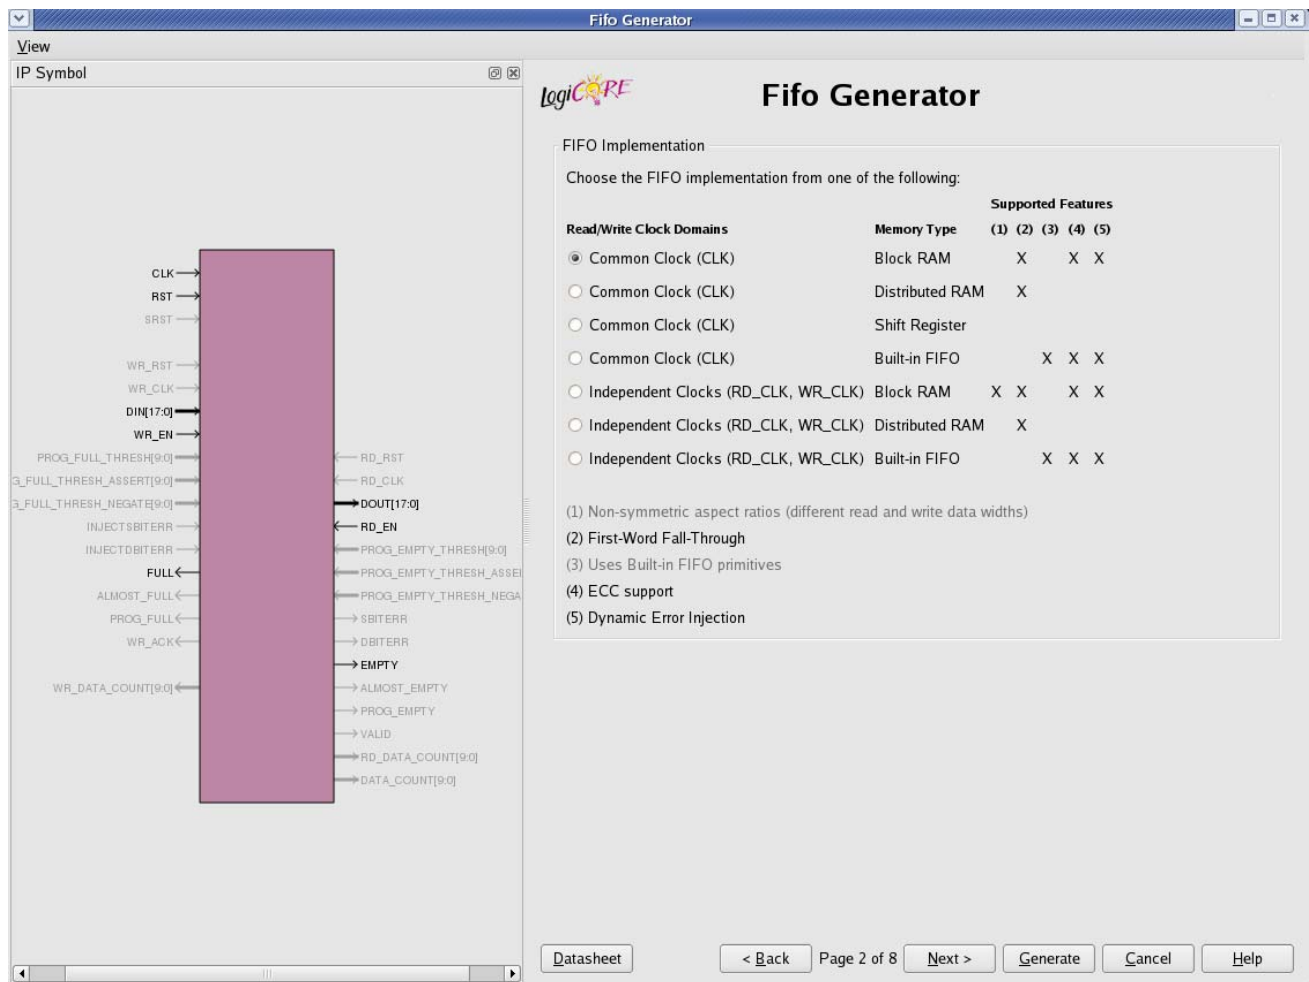 Fifo Generator
View
IP Symbol
CLK
RST
SRST
WR_RST
WR_CLK
DIN[17:0]
WR_EN
PROG_FULL_THRESH[9:0]
G_FULL_THRESH_ASSERT[9:0]
G_FULL_THRESH_NEGATE[9:0]
INJECTSBITERR
INJECTDBITERR
FULL
ALMOST_FULL
PROG_FULL
WR_ACK
WR_DATA_COUNT[9:0]
RD_RST
RD_CLK
DOUT[17:0]
RD_EN
PROG_EMPTY_THRESH[9:0]
PROG_EMPTY_THRESH_ASSE
PROG_EMPTY_THRESH_NEGA
SBITERR
DBITERR
EMPTY
ALMOST_EMPTY
PROG_EMPTY
VALID
RD_DATA_COUNT[9:0]
DATA_COUNT[9:0]
LogiCORE
Fifo Generator
FIFO Implementation
Choose the FIFO implementation from one of the following:
Supported Features
Read/Write Clock Domains Memory Type (1) (2) (3) (4) (5)
Common Clock (CLK) Block RAM X X X
Common Clock (CLK) Distributed RAM X
Common Clock (CLK) Shift Register
Common Clock (CLK) Built-in FIFO X X X
Independent Clocks (RD_CLK, WR_CLK) Block RAM X X X X
Independent Clocks (RD_CLK, WR_CLK) Distributed RAM X
Independent Clocks (RD_CLK, WR_CLK) Built-in FIFO X X X
(1) Non-symmetric aspect ratios (different read and write data widths)
(2) First-Word Fall-Through
(3) Uses Built-in FIFO primitives
(4) ECC support
(5) Dynamic Error Injection
Datasheet < Back Page 2 of 8 Next > Generate Cancel Help